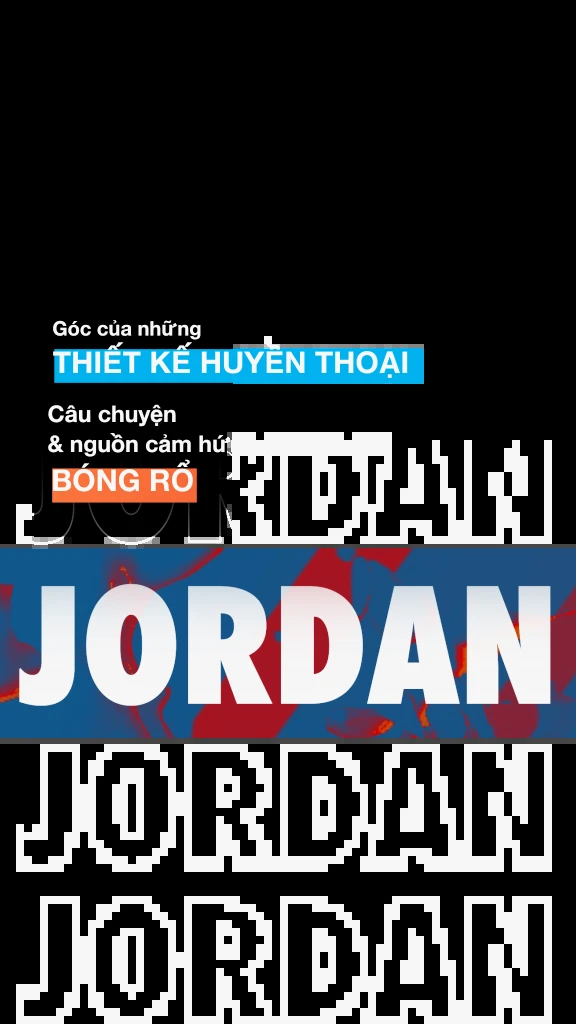 Góc của những
THIẾT KẾ HUYỀN THOẠI
Câu chuyện
& nguồn cảm hứ
BÓNG RỔ
JORDAN
JORDAN
JORDAN
JORDAN